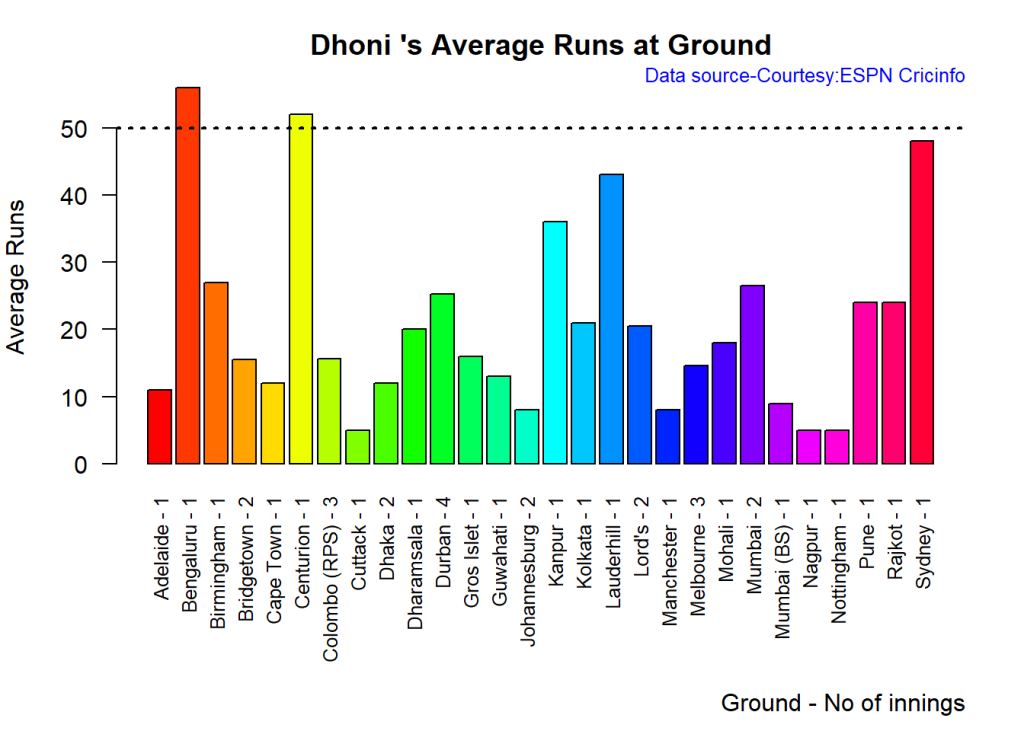 Dhoni 's Average Runs at Ground
Data source-Courtesy:ESPN Cricinfo
Average Runs
50
40
30
20
10
0
Adelaide - 1
Bengaluru - 1
Birmingham - 1
Bridgetown - 2
Cape Town - 1
Centurion - 1
Colombo (RPS) - 3
Cuttack - 1
Dhaka - 2
Dharamsala - 1
Durban - 4
Gros Islet - 1
Guwahati - 1
Johannesburg - 2
Kanpur - 1
Kolkata - 1
Lauderhill - 1
Lord's - 2
Manchester - 1
Melbourne - 3
Mohali - 1
Mumbai - 2
Mumbai (BS) - 1
Nagpur - 1
Nottingham - 1
Pune - 1
Rajkot - 1
Sydney - 1
Ground - No of innings